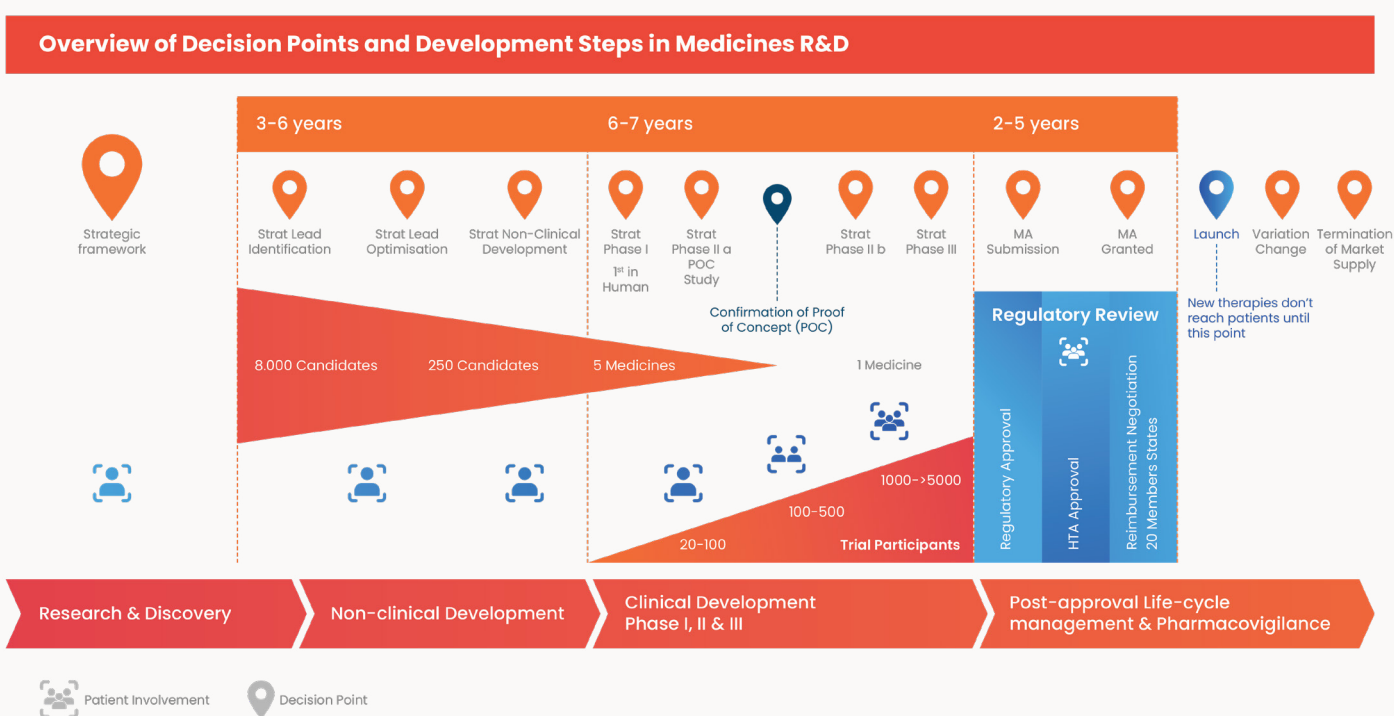 Overview of Decision Points and Development Steps in Medicines R&D
3-6 years
6-7 years
2-5 years
Strategic
framework
Strat Lead
Identification
Strat Lead
Optimisation
Strat Non-Clinical
Development
Strat
Phase I
1st in
Human
Strat
Phase II a
POC
Study
Confirmation of Proof
of Concept (POC)
Strat
Phase II b
Strat
Phase III
MA
Submission
MA
Granted
Launch
New therapies don't
reach patients until
this point
Variation
Change
Termination
of Market
Supply
8.000 Candidates
250 Candidates
5 Medicines
1 Medicine
20-100
100-500
1000->5000
Trial Participants
Regulatory Review
Regulatory Approval
HTA Approval
Reimbursement Negotiation
20 Members States
Research & Discovery
Non-clinical Development
Clinical Development
Phase I, II & III
Post-approval Life-cycle
management & Pharmacovigilance
Patient Involvement
Decision Point